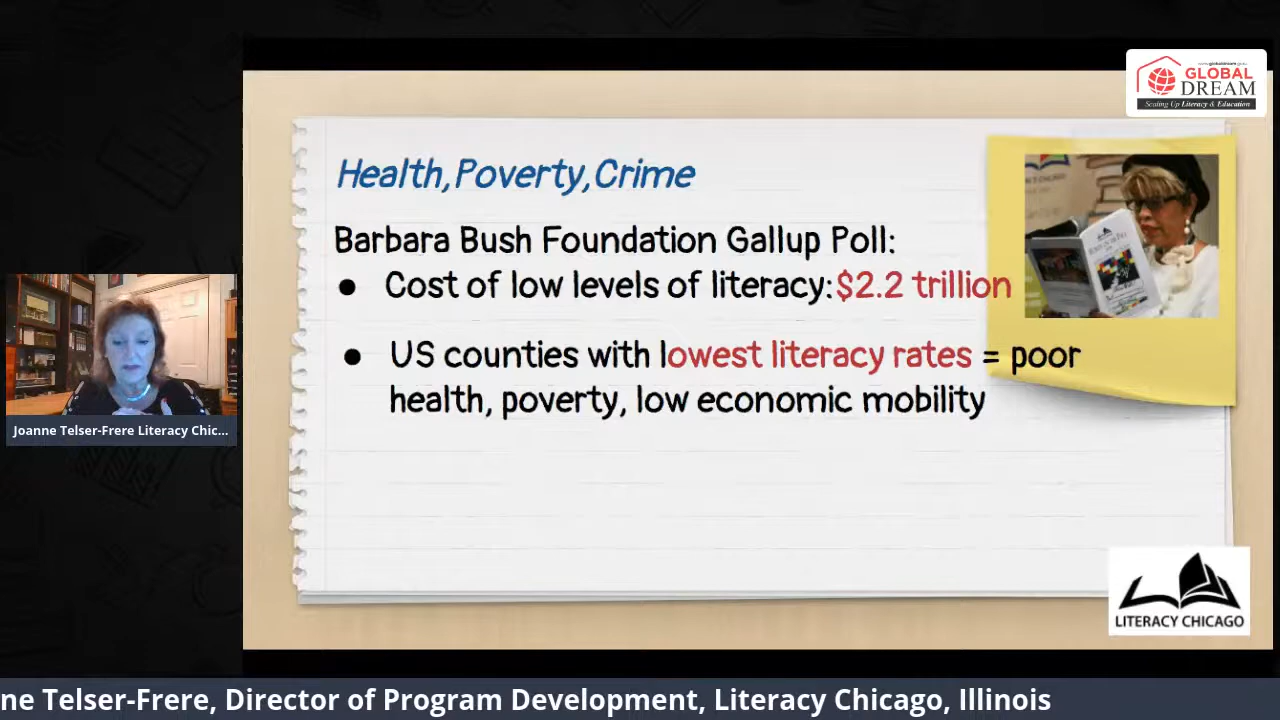 GLOBAL
DREAM
Scaling Up Literacy & Education
Health,Poverty,Crime
Barbara Bush Foundation Gallup Poll:
● Cost of low levels of literacy:$2.2 trillion
● US counties with lowest literacy rates = poor
health, poverty, low economic mobility
Joanne Telser-Frere Literacy Chic...
LITERACY CHICAGO
ne Telser-Frere, Director of Program Development, Literacy Chicago, Illinois